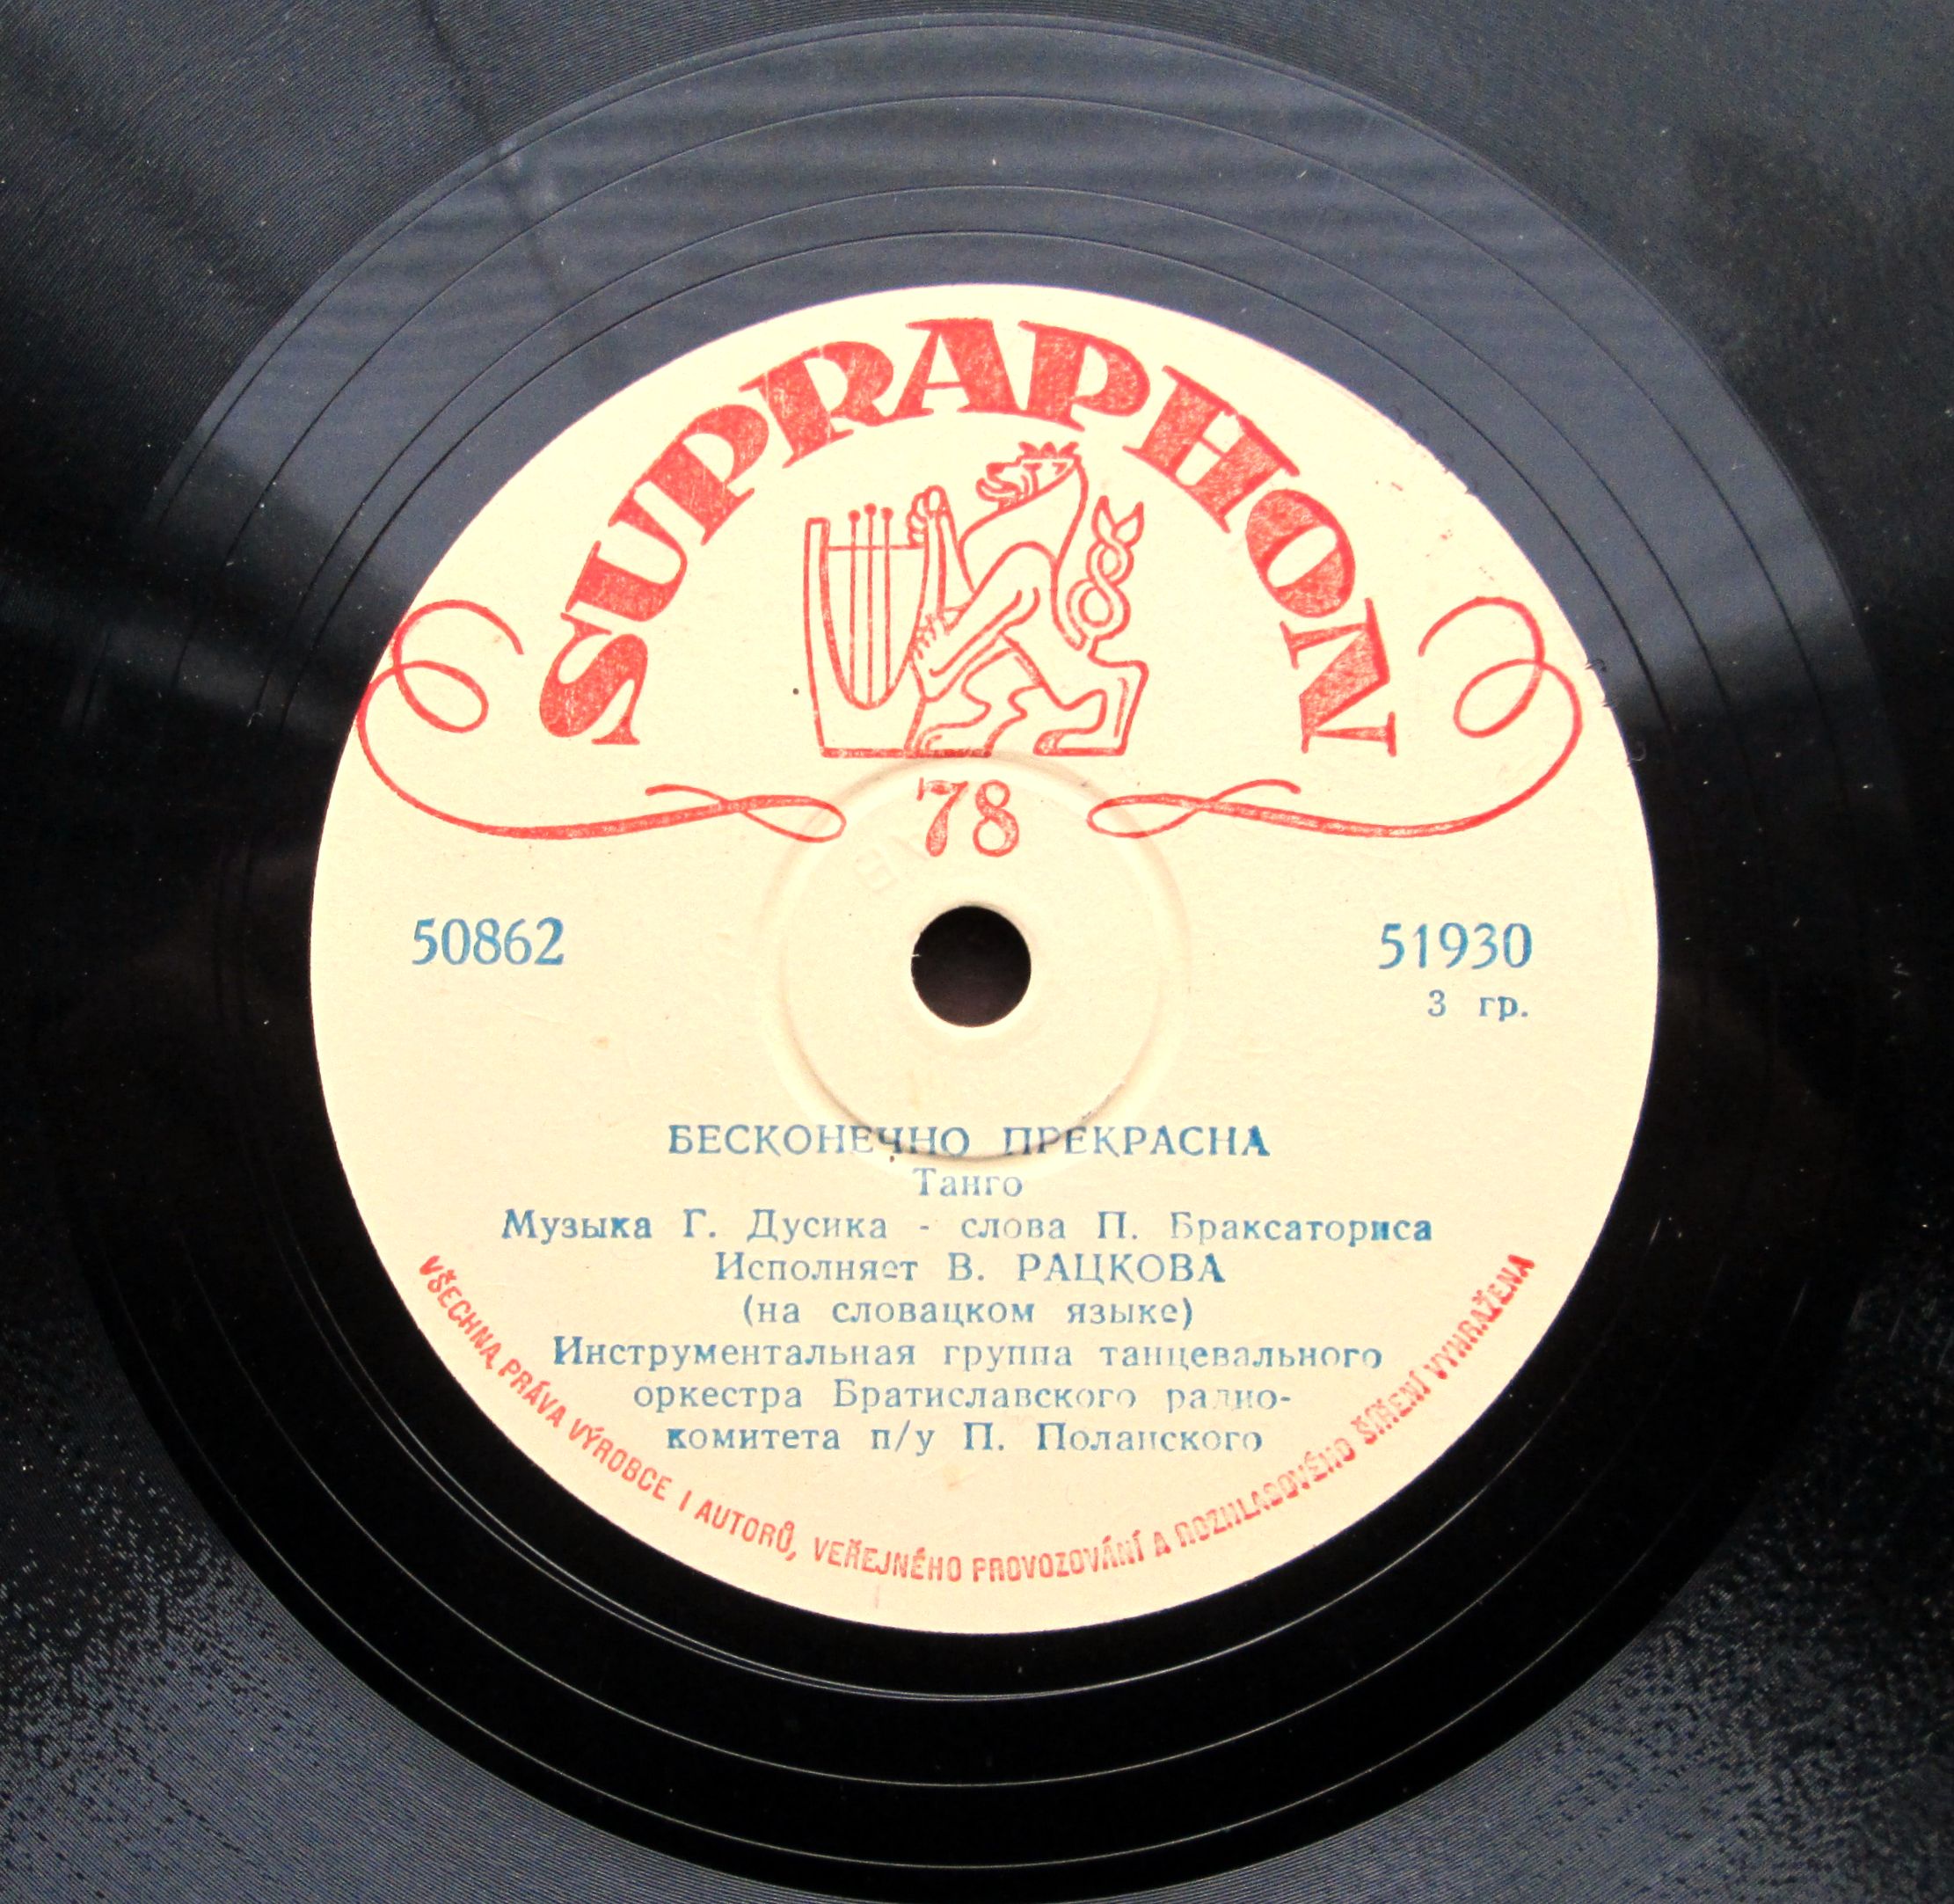 SUPRAPHON
78
50862
51930
3 гр.
БЕСКОНЕЧНО ПРЕКРАСНА
Танго
Музыка Г. Дусика - слова П. Браксаториса
Исполняет В. РАЦКОВА
(на словацком языке)
Инструментальная группа танцевального
оркестра Братиславского радио-
комитета п/у П. Поланского
VŠECHNA PRÁVA VÝROBCE I AUTORŮ, VEŘEJNÉHO PROVOZOVÁNÍ A ROZHLASOVÉHO ŠÍŘENÍ VYHRAŽENA